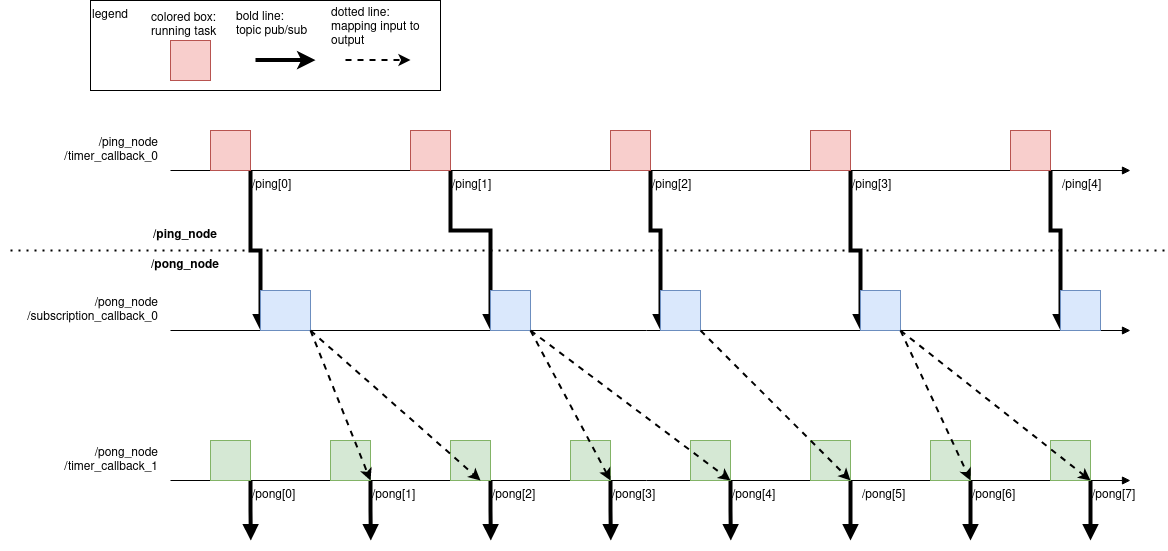 legend
colored box:
running task
bold line:
topic pub/sub
dotted line:
mapping input to
output
/ping_node
/timer_callback_0
/ping[0]
/ping[1]
/ping[2]
/ping[3]
/ping[4]
/ping_node
/pong_node
/pong_node
/subscription_callback_0
/pong_node
/timer_callback_1
/pong[0]
/pong[1]
/pong[2]
/pong[3]
/pong[4]
/pong[5]
/pong[6]
/pong[7]